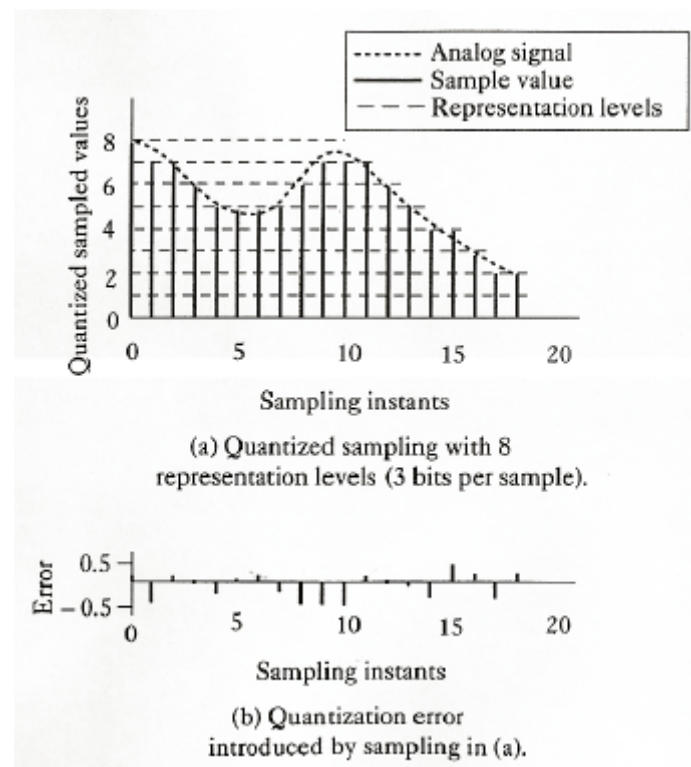 Analog signal
Sample value
Representation levels
Quantized sampled values
8
6
4
2
0
0 5 10 15 20
Sampling instants
(a) Quantized sampling with 8
representation levels (3 bits per sample).
Error
0.5
– 0.5
0 5 10 15 20
Sampling instants
(b) Quantization error
introduced by sampling in (a).